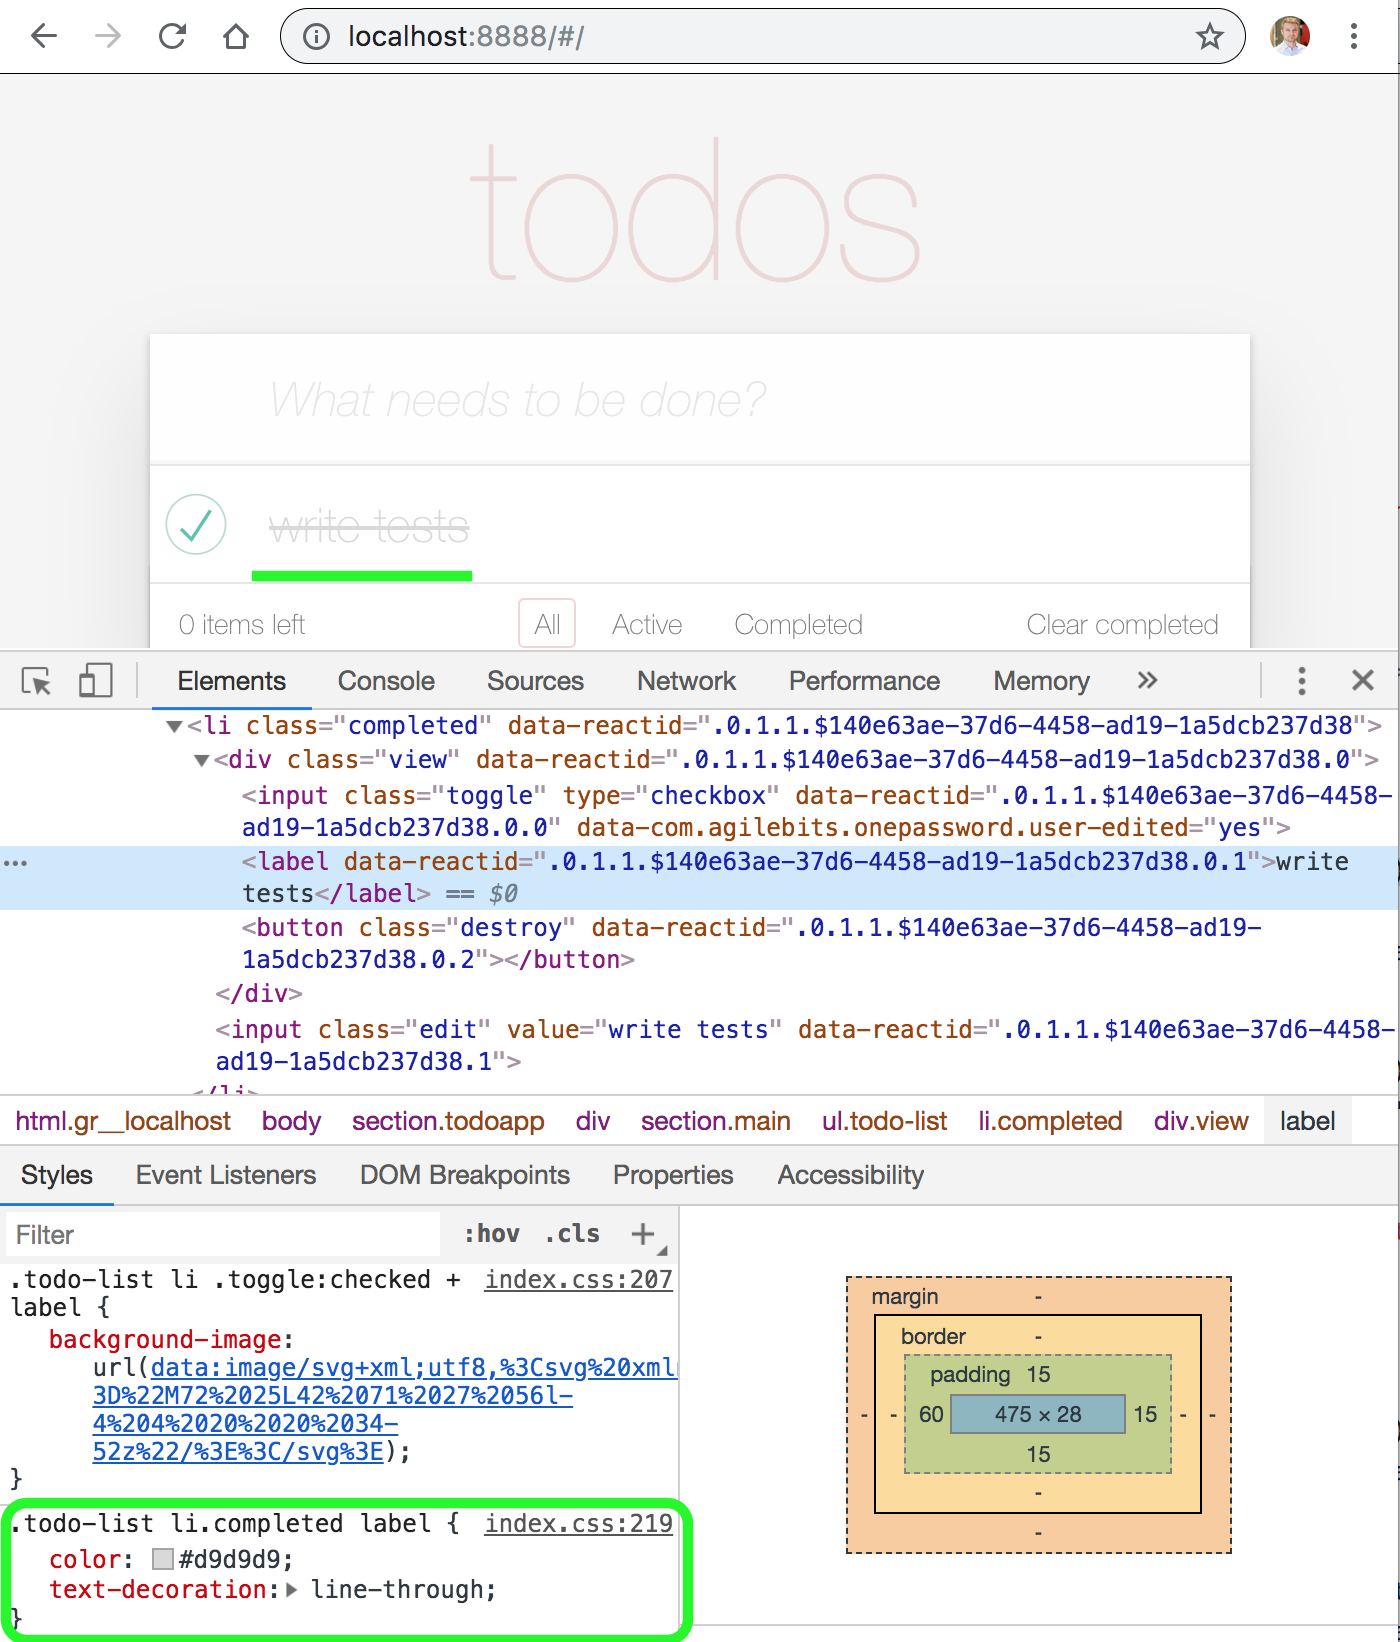 localhost:8888/#/
todos
What needs to be done?
write tests
0 items left All Active Completed Clear completed
Elements Console Sources Network Performance Memory »
▼<li class="completed" data-reactid=".0.1.1.$140e63ae-37d6-4458-ad19-1a5dcb237d38">
▼<div class="view" data-reactid=".0.1.1.$140e63ae-37d6-4458-ad19-1a5dcb237d38.0">
<input class="toggle" type="checkbox" data-reactid=".0.1.1.$140e63ae-37d6-4458-
ad19-1a5dcb237d38.0.0" data-com.agilebits.onepassword.user-edited="yes">
… <label data-reactid=".0.1.1.$140e63ae-37d6-4458-ad19-1a5dcb237d38.0.1">write
tests</label> == $0
<button class="destroy" data-reactid=".0.1.1.$140e63ae-37d6-4458-ad19-
1a5dcb237d38.0.2"></button>
</div>
<input class="edit" value="write tests" data-reactid=".0.1.1.$140e63ae-37d6-4458-
ad19-1a5dcb237d38.1">
</li>
html.gr__localhost body section.todoapp div section.main ul.todo-list li.completed div.view label
Styles Event Listeners DOM Breakpoints Properties Accessibility
Filter :hov .cls +
.todo-list li .toggle:checked + index.css:207
label {
background-image:
url(data:image/svg+xml;utf8,%3Csvg%20xml
3D%22M72%2025L42%2071%2027%2056l-
4%204%2020%2020%2034-
52z%22/%3E%3C/svg%3E);
}
.todo-list li.completed label { index.css:219
color: #d9d9d9;
text-decoration: line-through;
}
margin -
border -
padding 15
- - 60 475 × 28 15 - -
15
-
-